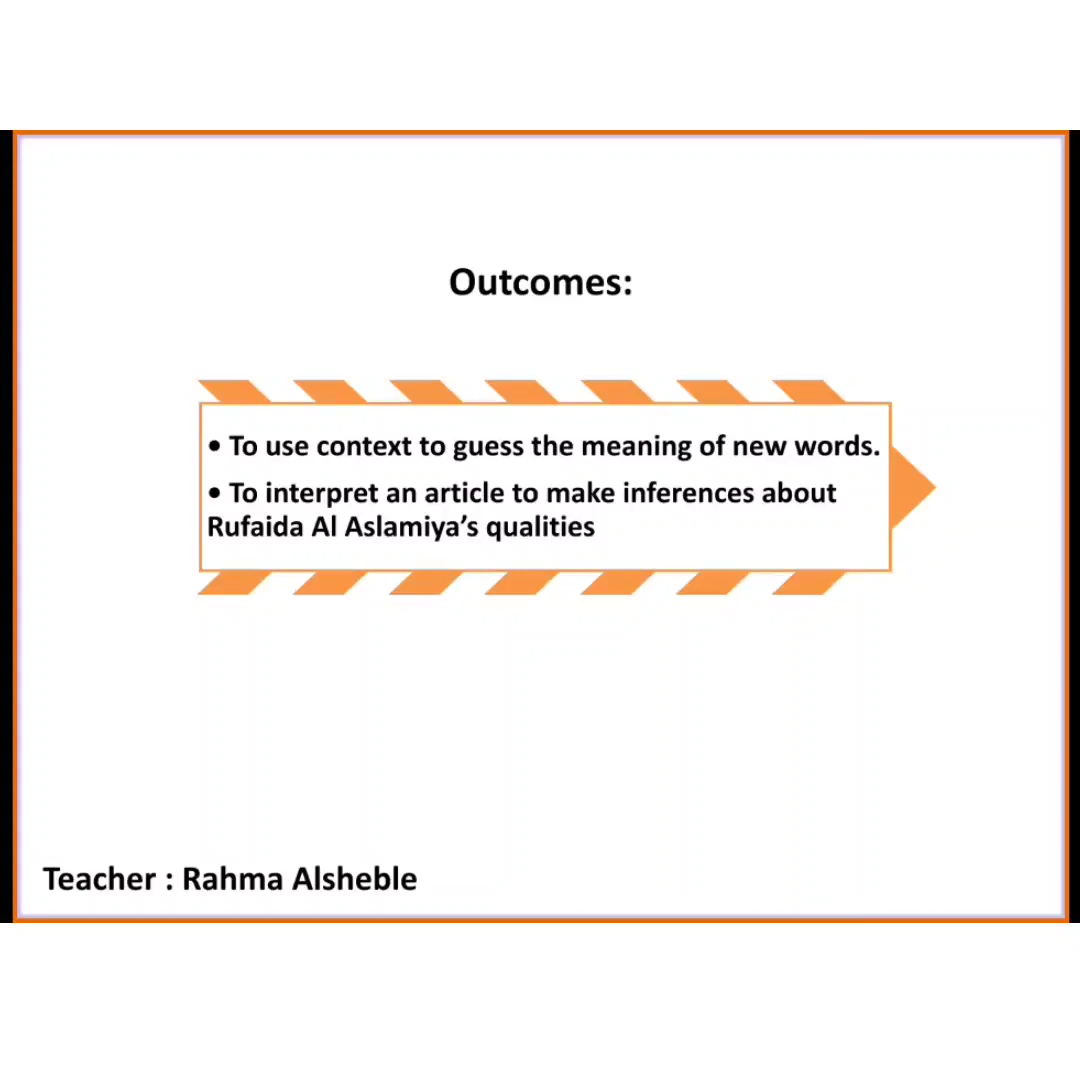 Outcomes:
• To use context to guess the meaning of new words.
• To interpret an article to make inferences about
Rufaida Al Aslamiya’s qualities
Teacher : Rahma Alsheble